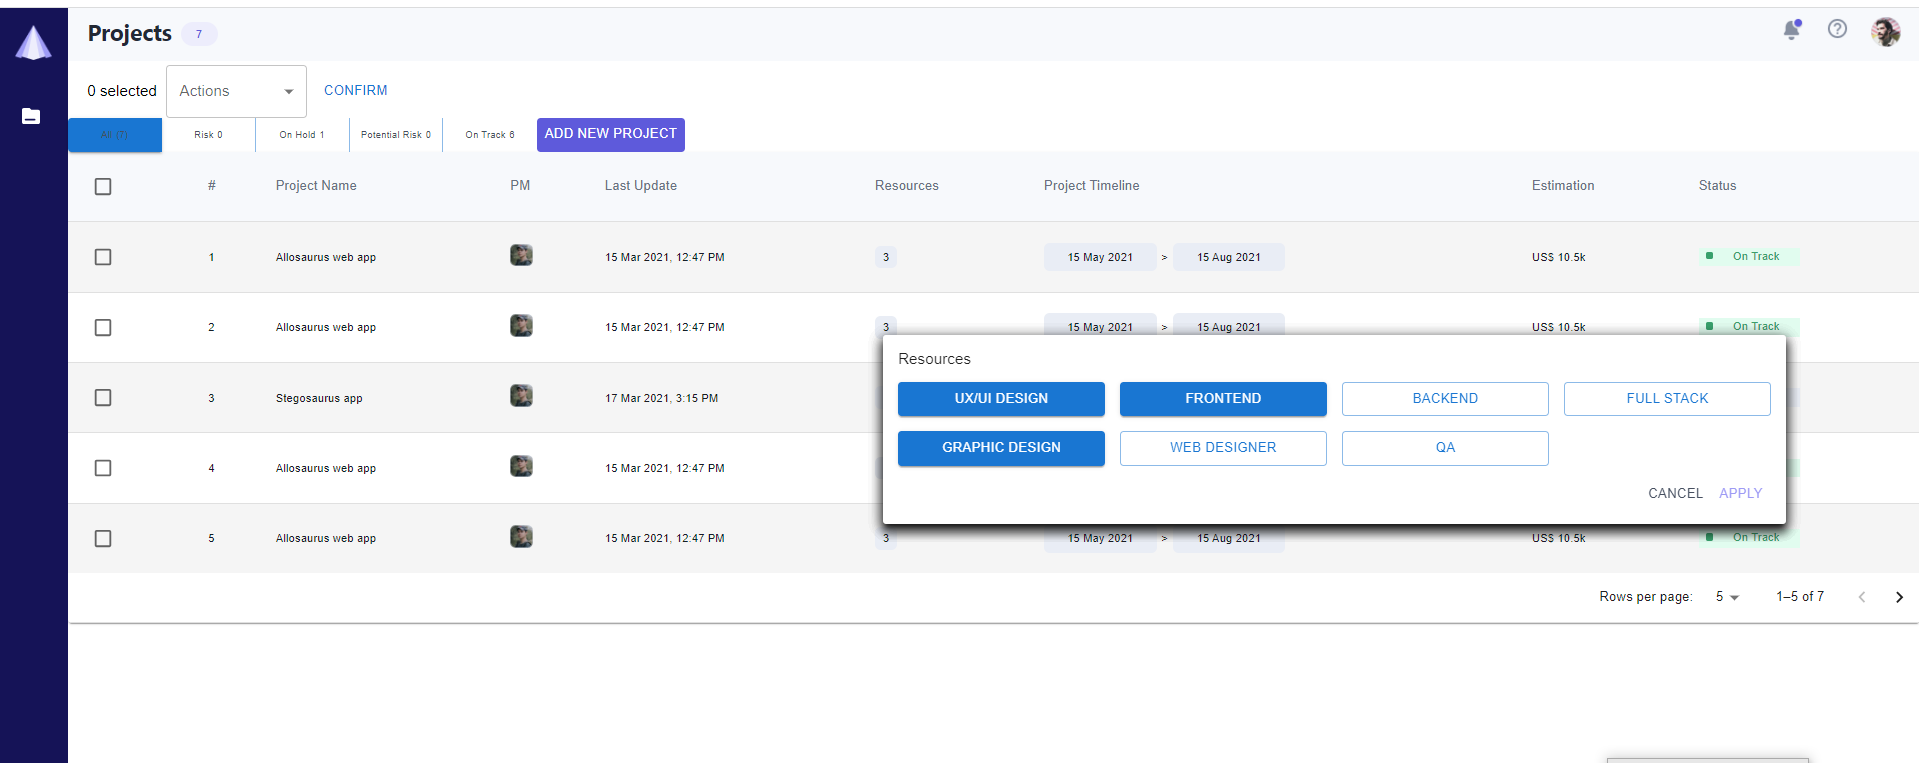 Projects 7
0 selected Actions CONFIRM
All (7) Risk 0 On Hold 1 Potential Risk 0 On Track 6 ADD NEW PROJECT
# Project Name PM Last Update Resources Project Timeline Estimation Status
1 Allosaurus web app 15 Mar 2021, 12:47 PM 3 15 May 2021 > 15 Aug 2021 US$ 10.5k On Track
2 Allosaurus web app 15 Mar 2021, 12:47 PM 3 15 May 2021 > 15 Aug 2021 US$ 10.5k On Track
Resources
3 Stegosaurus app 17 Mar 2021, 3:15 PM
UX/UI DESIGN FRONTEND BACKEND FULL STACK
GRAPHIC DESIGN WEB DESIGNER QA
4 Allosaurus web app 15 Mar 2021, 12:47 PM
CANCEL APPLY
5 Allosaurus web app 15 Mar 2021, 12:47 PM 3 15 May 2021 > 15 Aug 2021 US$ 10.5k On Track
Rows per page: 5 1–5 of 7